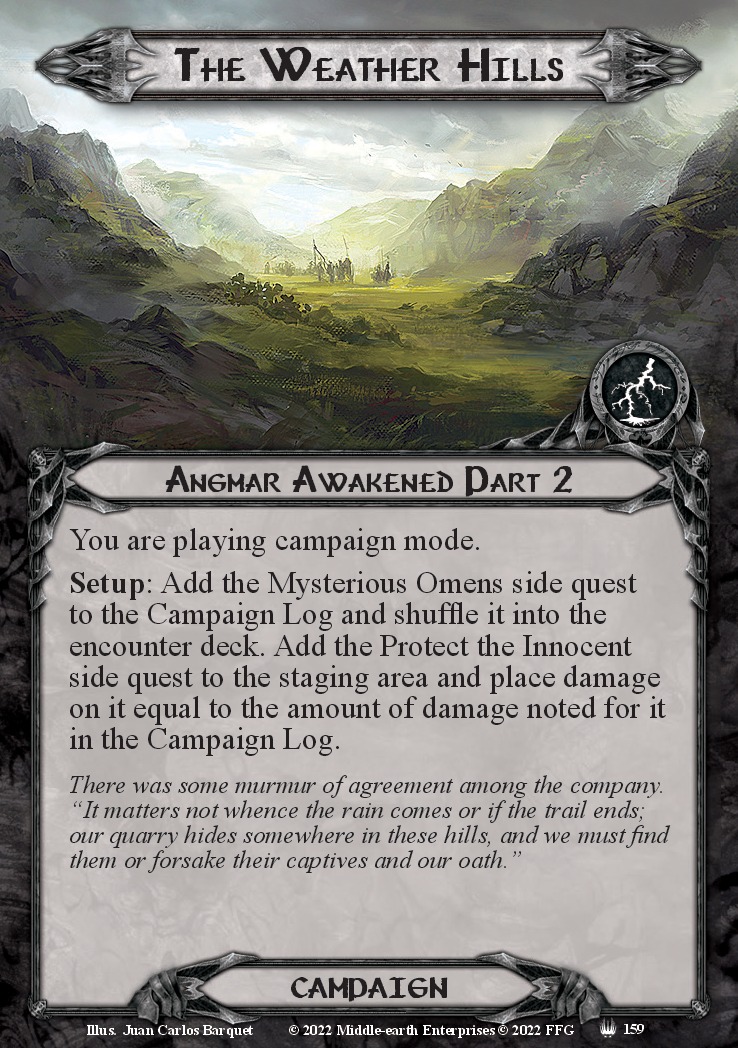 The Weather Hills
Angmar Awakened Part 2
You are playing campaign mode.
Setup: Add the Mysterious Omens side quest
to the Campaign Log and shuffle it into the
encounter deck. Add the Protect the Innocent
side quest to the staging area and place damage
on it equal to the amount of damage noted for it
in the Campaign Log.
There was some murmur of agreement among the company.
“It matters not whence the rain comes or if the trail ends;
our quarry hides somewhere in these hills, and we must find
them or forsake their captives and our oath.”
CAMPAIGN
Illus. Juan Carlos Barquet © 2022 Middle-earth Enterprises © 2022 FFG 159